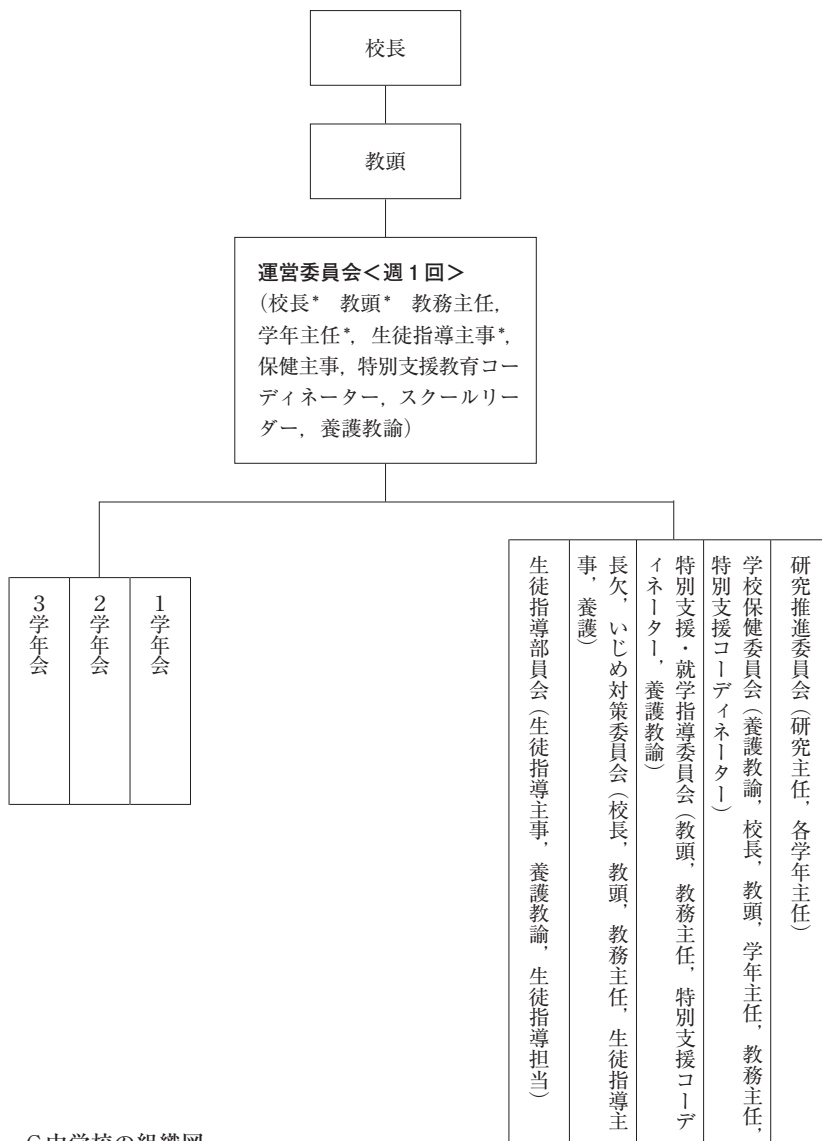 校長
教頭
運営委員会＜週1回＞
（校長* 教頭* 教務主任，
学年主任*，生徒指導主事*，
保健主事，特別支援教育コー
ディネーター，スクールリー
ダー，養護教諭）
1学年会
2学年会
3学年会
研究推進委員会（研究主任，各学年主任）
学校保健委員会（養護教諭，校長，教頭，学年主任，教務主任，
特別支援コーディネーター）
特別支援・就学指導委員会（教頭，教務主任，特別支援コーデ
ィネーター，養護教諭）
長欠，いじめ対策委員会（校長，教頭，教務主任，生徒指導主
事，養護）
生徒指導部員会（生徒指導主事，養護教諭，生徒指導担当）